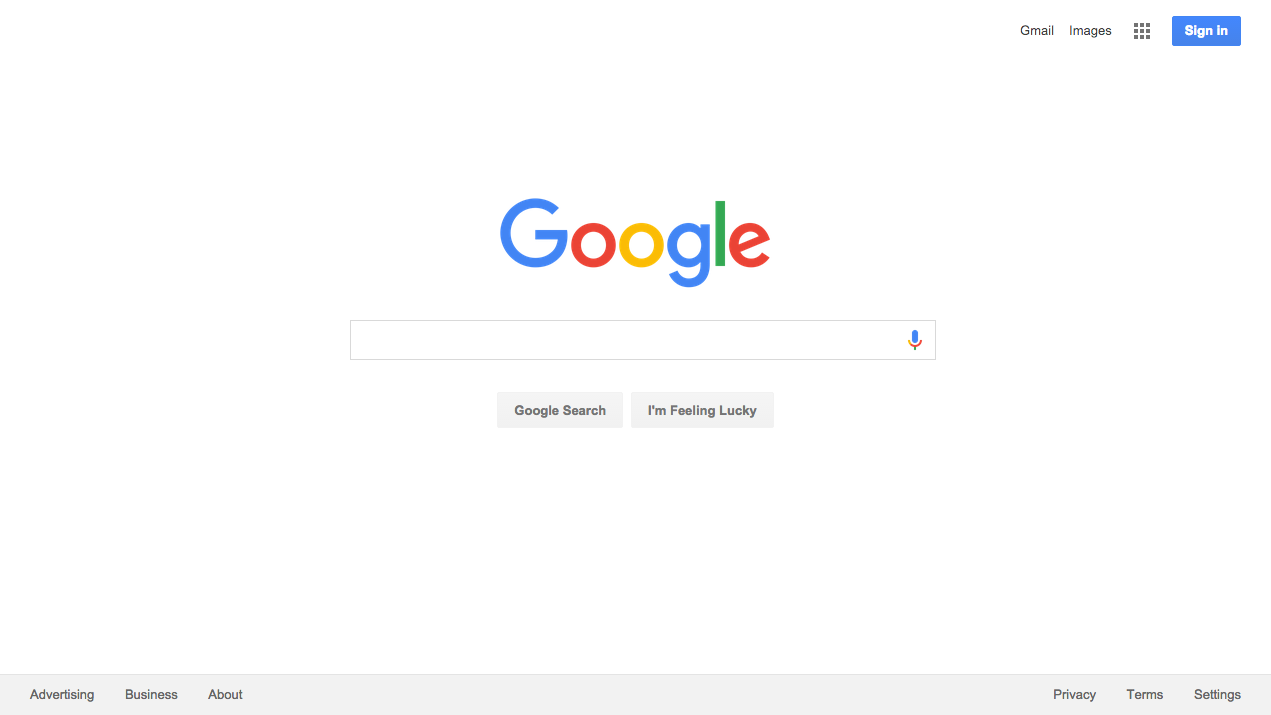 Gmail Images Sign in
Google
Google Search I'm Feeling Lucky
Advertising Business About Privacy Terms Settings